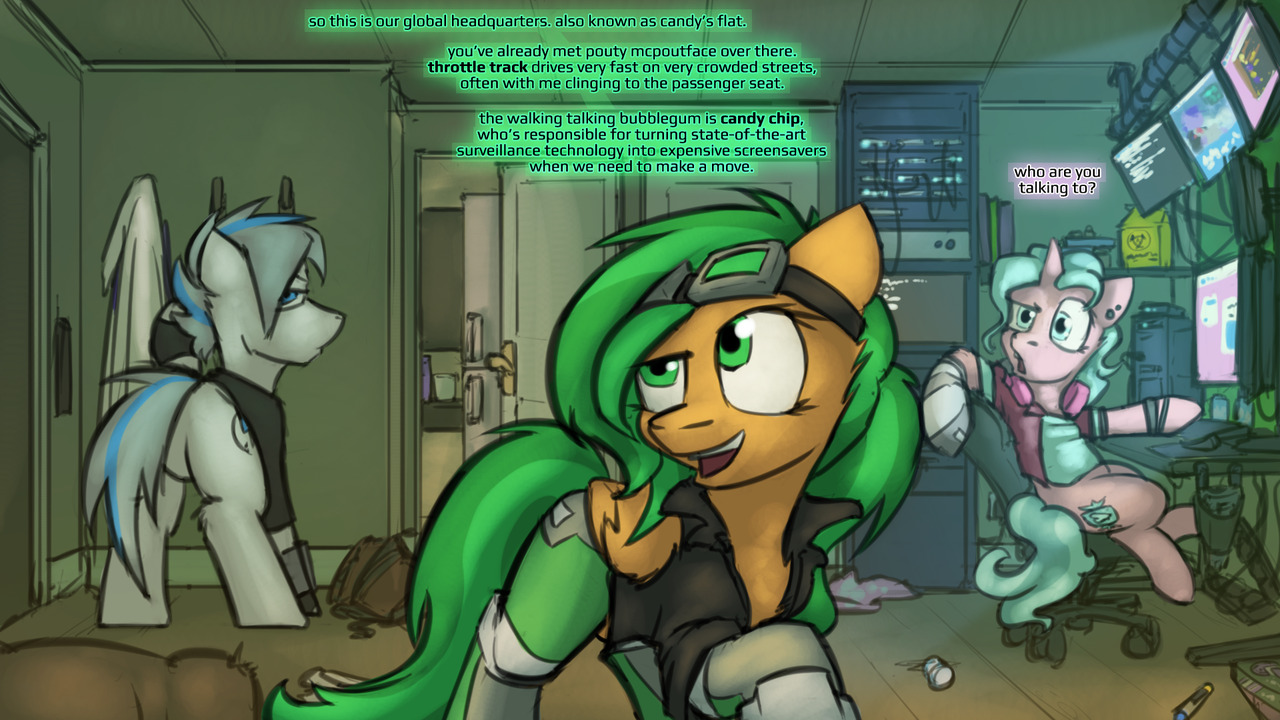 so this is our global headquarters. also known as candy's flat.
you've already met pouty mcpoutface over there.
throttle track drives very fast on very crowded streets,
often with me clinging to the passenger seat.
the walking talking bubblegum is candy chip,
who's responsible for turning state-of-the-art
surveillance technology into expensive screensavers
when we need to make a move.
who are you
talking to?